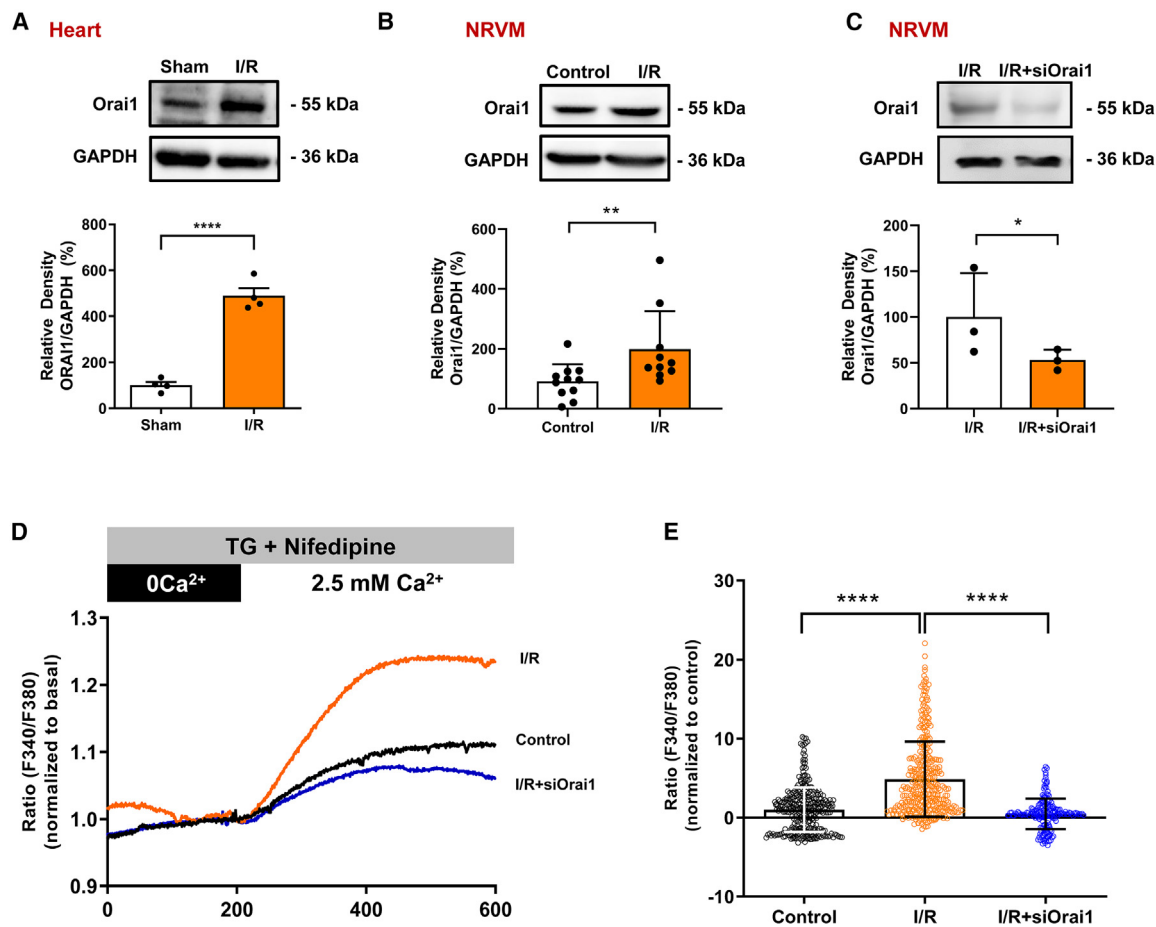 A Heart
Sham I/R
Orai1 - 55 kDa
GAPDH - 36 kDa
Relative Density
ORAI1/GAPDH (%)
800
600
400
200
0
****
Sham I/R
B NRVM
Control I/R
Orai1 - 55 kDa
GAPDH - 36 kDa
Relative Density
Orai1/GAPDH (%)
600
400
200
0
**
Control I/R
C NRVM
I/R I/R+siOrai1
Orai1 - 55 kDa
GAPDH - 36 kDa
Relative Density
Orai1/GAPDH (%)
200
150
100
50
0
*
I/R I/R+siOrai1
D
TG + Nifedipine
0Ca²⁺ 2.5 mM Ca²⁺
Ratio (F340/F380)
(normalized to basal)
1.3
1.2
1.1
1.0
0.9
I/R
Control
I/R+siOrai1
0 200 400 600
E
Ratio (F340/F380)
(normalized to control)
30
20
10
0
-10
**** ****
Control I/R I/R+siOrai1